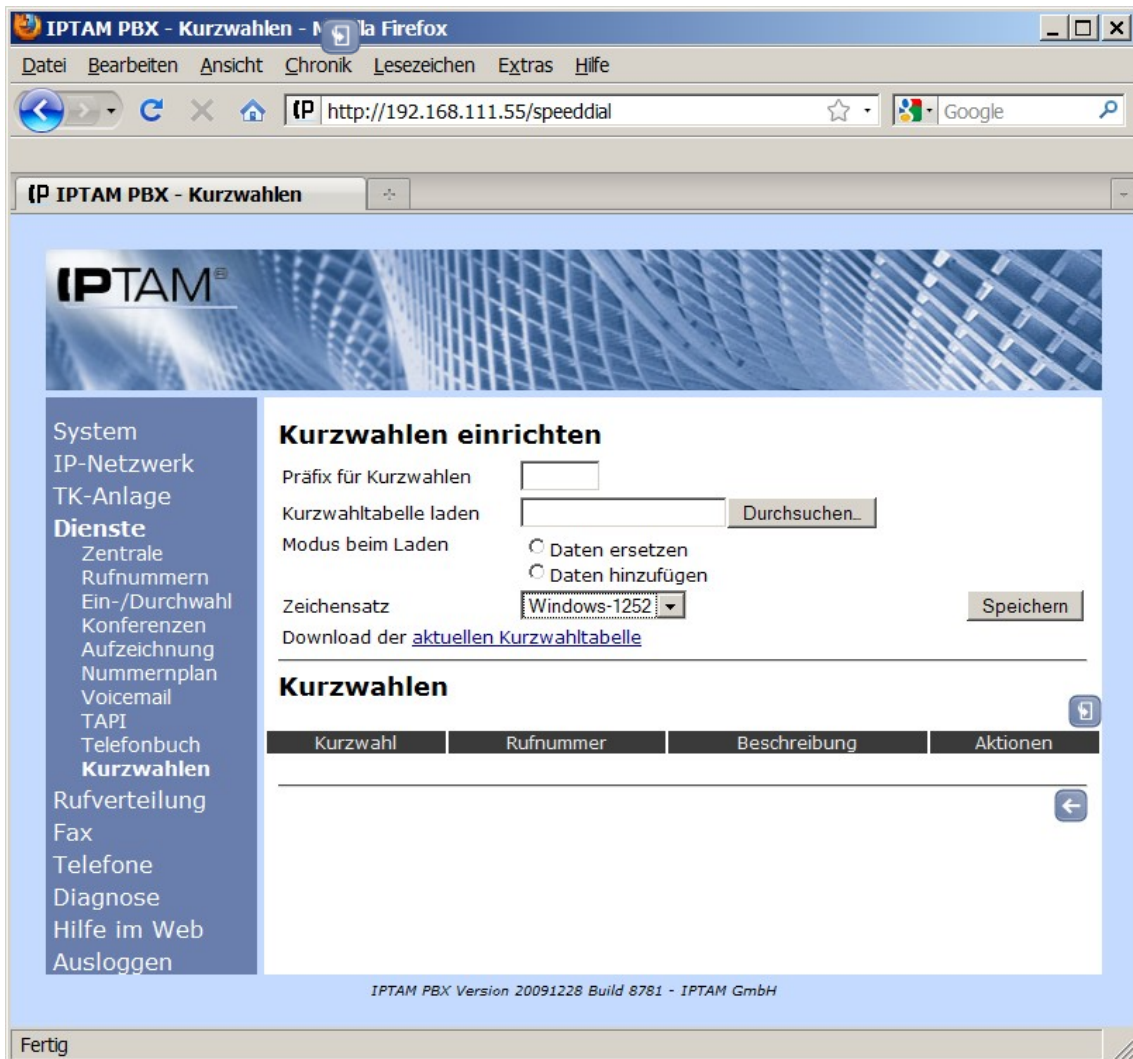 IPTAM PBX - Kurzwahlen - M lla Firefox
Datei Bearbeiten Ansicht Chronik Lesezeichen Extras Hilfe
http://192.168.111.55/speeddial
Google
IPTAM PBX - Kurzwahlen
IPTAM®
System
IP-Netzwerk
TK-Anlage
Dienste
Zentrale
Rufnummern
Ein-/Durchwahl
Konferenzen
Aufzeichnung
Nummernplan
Voicemail
TAPI
Telefonbuch
Kurzwahlen
Rufverteilung
Fax
Telefone
Diagnose
Hilfe im Web
Ausloggen
Kurzwahlen einrichten
Präfix für Kurzwahlen
Kurzwahltabelle laden Durchsuchen…
Modus beim Laden Daten ersetzen
Daten hinzufügen
Zeichensatz Windows-1252 Speichern
Download der aktuellen Kurzwahltabelle
Kurzwahlen
Kurzwahl Rufnummer Beschreibung Aktionen
IPTAM PBX Version 20091228 Build 8781 - IPTAM GmbH
Fertig